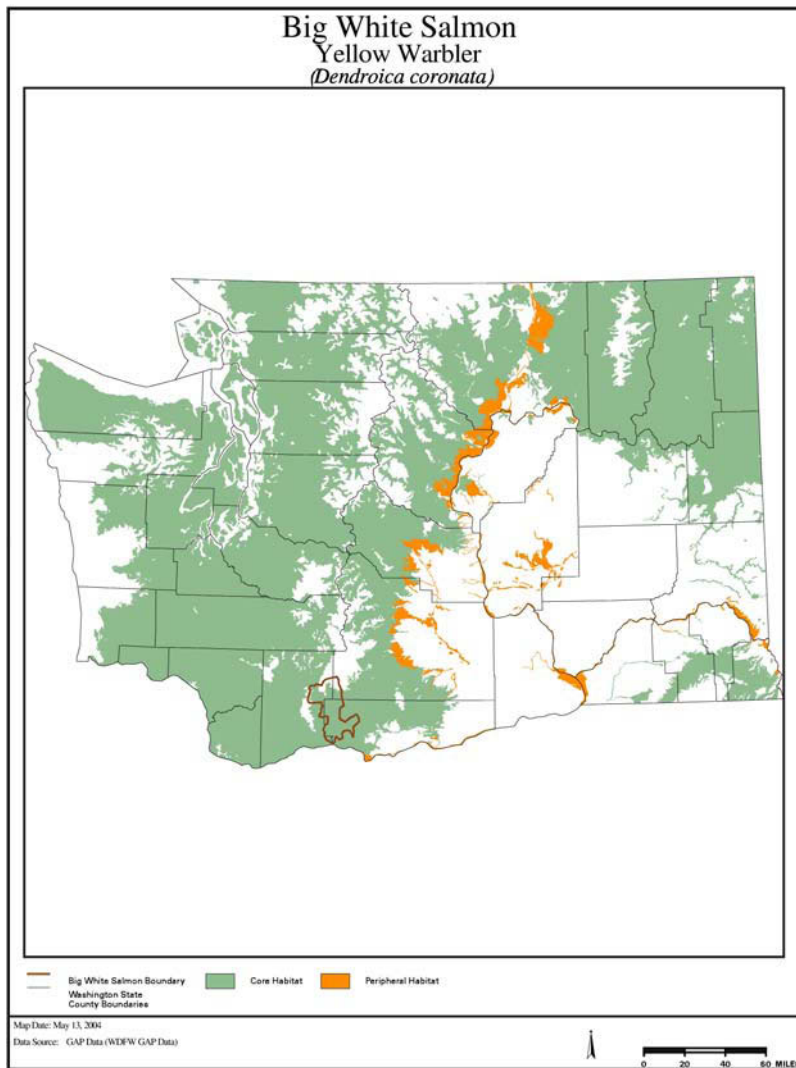 Big White Salmon
Yellow Warbler
(Dendroica coronata)
Big White Salmon Boundary
Washington State
County Boundaries
Core Habitat
Peripheral Habitat
Map Date: May 13, 2004
Data Source: GAP Data (WDFW GAP Data)
0 20 40 60 MILES